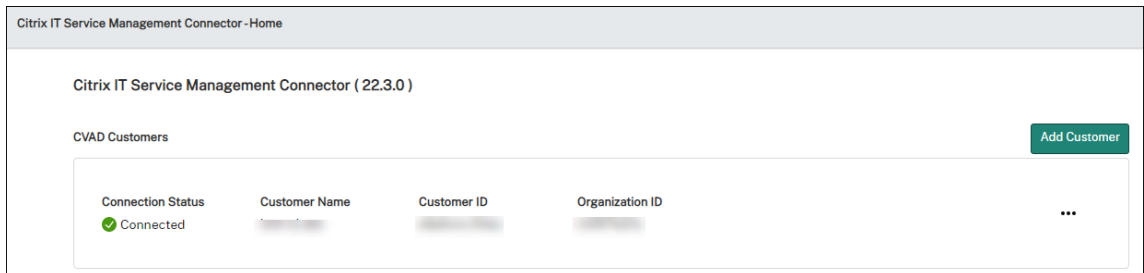 Citrix IT Service Management Connector - Home
Citrix IT Service Management Connector ( 22.3.0 )
CVAD Customers
Add Customer
Connection Status Customer Name Customer ID Organization ID
Connected